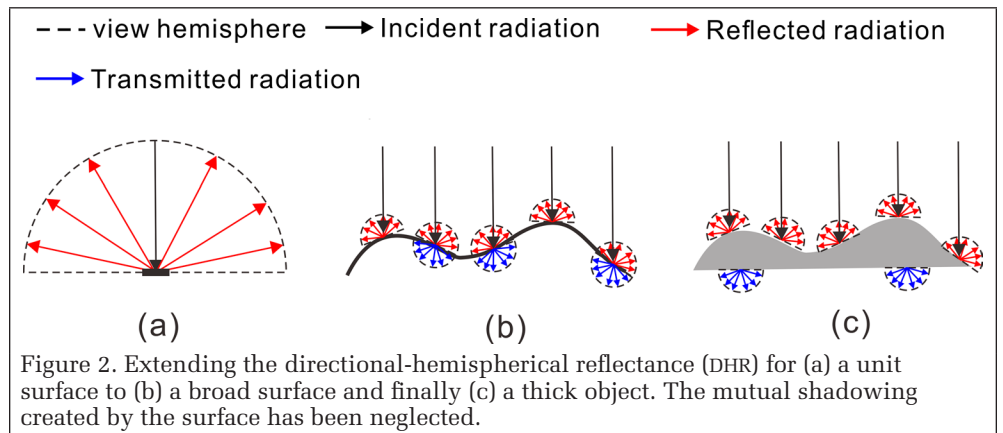 view hemisphere Incident radiation Reflected radiation
Transmitted radiation
(a) (b) (c)
Figure 2. Extending the directional-hemispherical reflectance (DHR) for (a) a unit
surface to (b) a broad surface and finally (c) a thick object. The mutual shadowing
created by the surface has been neglected.